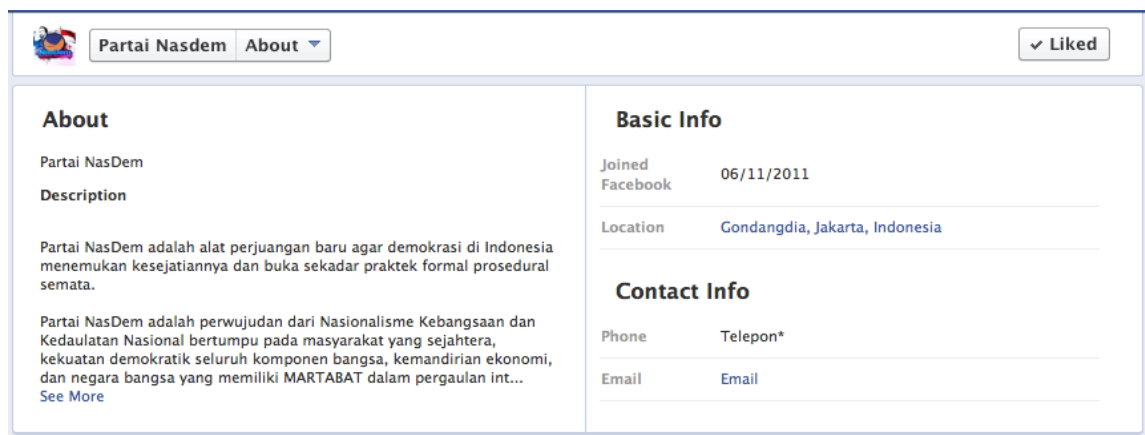 Partai Nasdem About
✓ Liked
About
Partai NasDem
Description
Partai NasDem adalah alat perjuangan baru agar demokrasi di Indonesia
menemukan kesejatiannya dan buka sekadar praktek formal prosedural
semata.
Partai NasDem adalah perwujudan dari Nasionalisme Kebangsaan dan
Kedaulatan Nasional bertumpu pada masyarakat yang sejahtera,
kekuatan demokratik seluruh komponen bangsa, kemandirian ekonomi,
dan negara bangsa yang memiliki MARTABAT dalam pergaulan int...
See More
Basic Info
Joined
Facebook
06/11/2011
Location Gondangdia, Jakarta, Indonesia
Contact Info
Phone Telepon*
Email Email